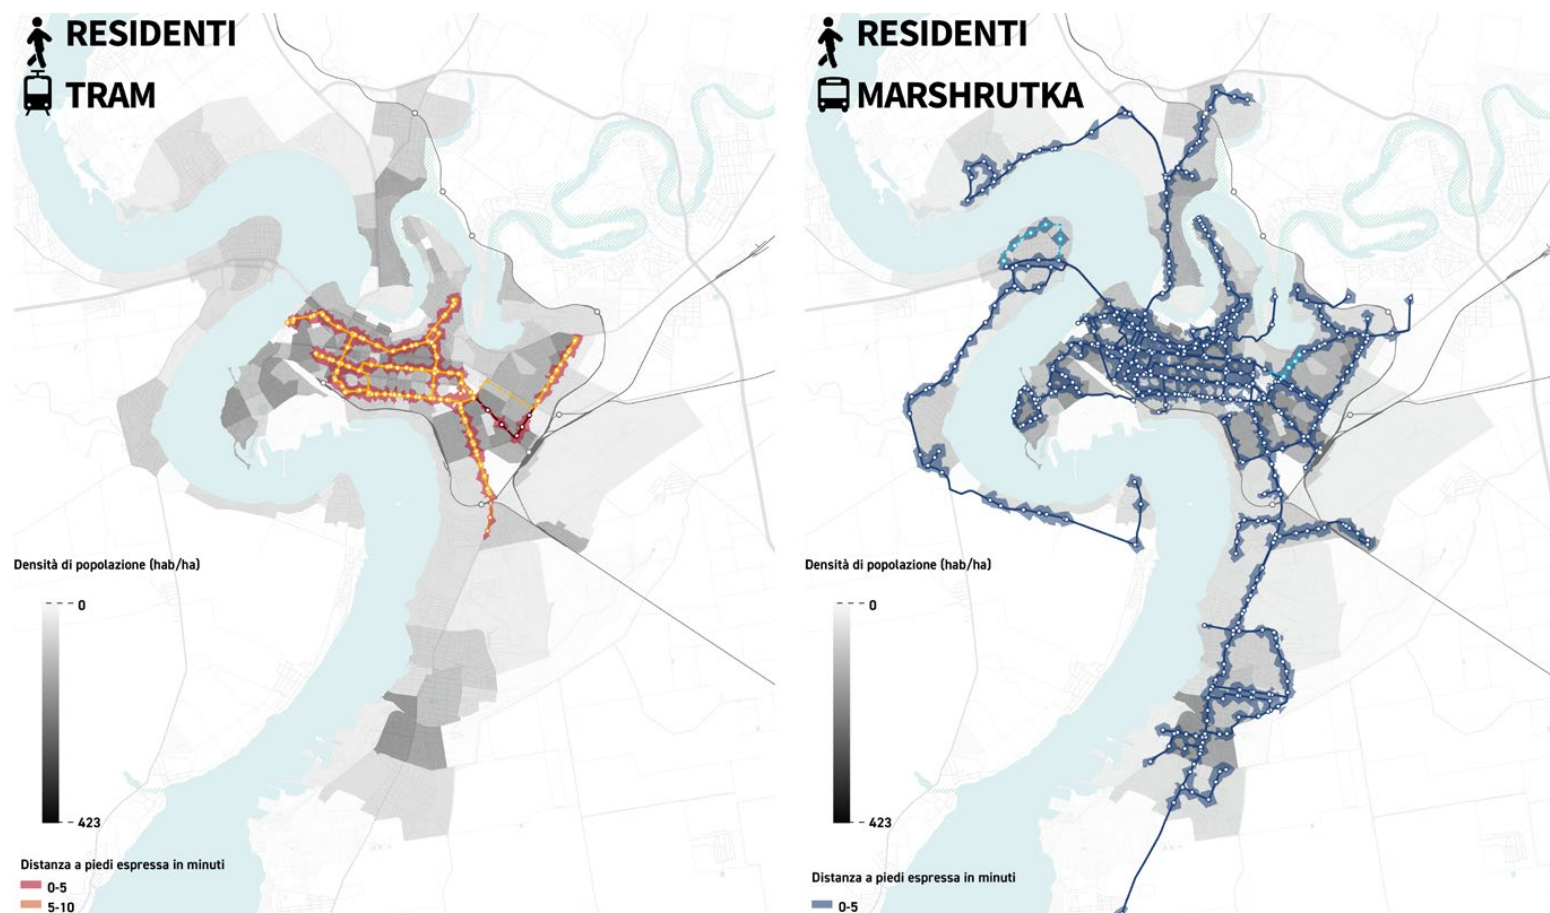 RESIDENTI
TRAM
Densità di popolazione (hab/ha)
0
423
Distanza a piedi espressa in minuti
0-5
5-10
RESIDENTI
MARSHRUTKA
Densità di popolazione (hab/ha)
0
423
Distanza a piedi espressa in minuti
0-5